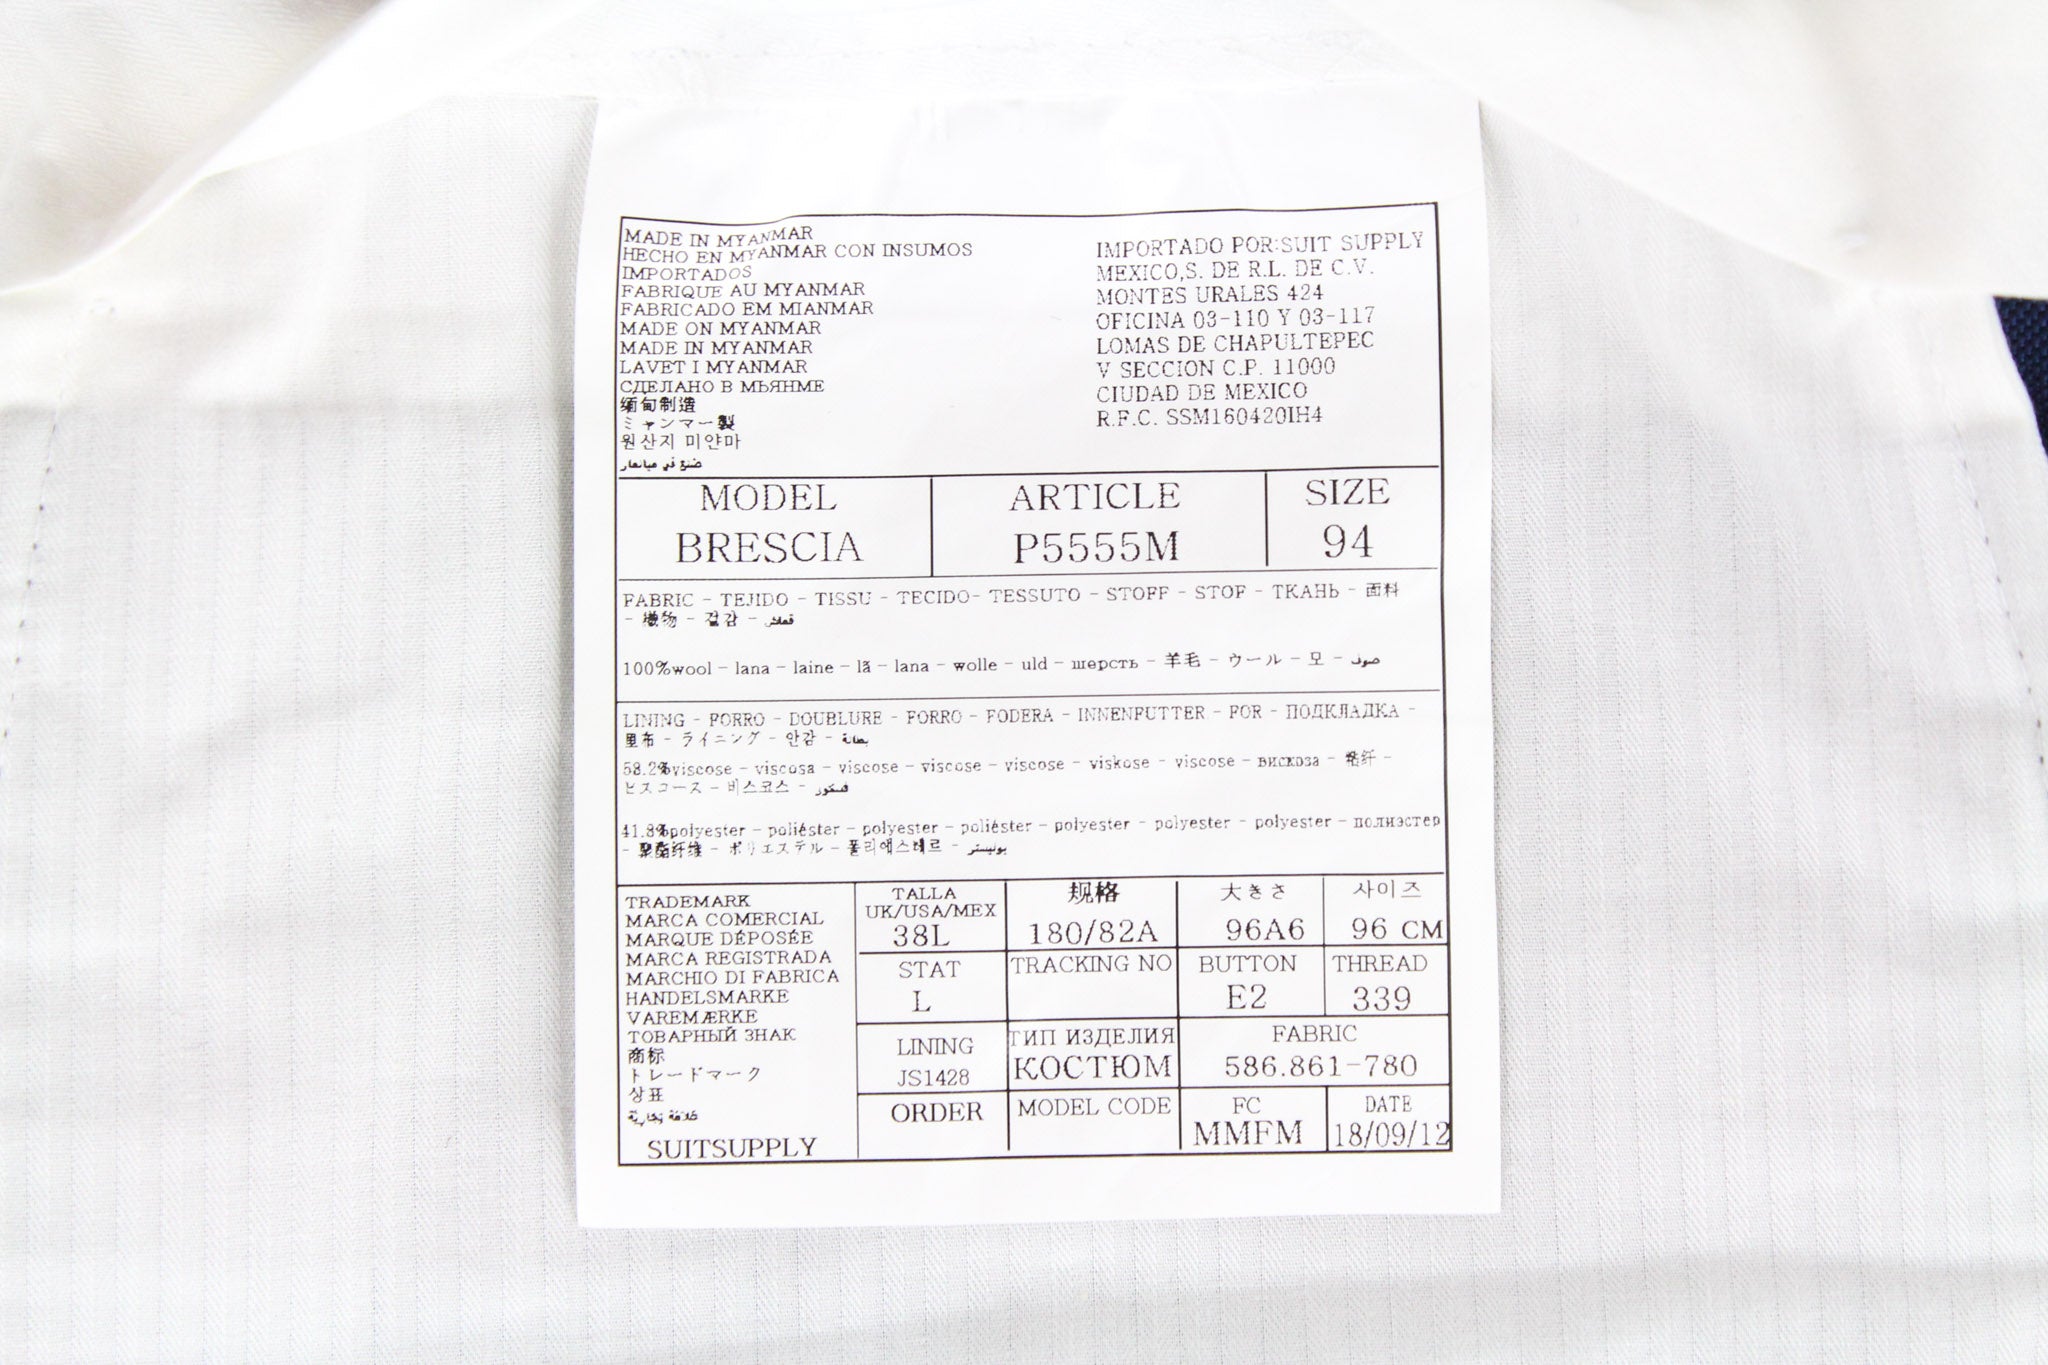 MADE IN MYANMAR
HECHO EN MYANMAR CON INSUMOS
IMPORTADOS
FABRIQUE AU MYANMAR
FABRICADO EM MIANMAR
MADE ON MYANMAR
MADE IN MYANMAR
LAVET I MYANMAR
СДЕЛАНО В МЬЯНМЕ
缅甸制造
ミャンマー製
원산지 미얀마
صنع في ميانمار
IMPORTADO POR:SUIT SUPPLY
MEXICO,S. DE R.L. DE C.V.
MONTES URALES 424
OFICINA 03-110 Y 03-117
LOMAS DE CHAPULTEPEC
V SECCION C.P. 11000
CIUDAD DE MEXICO
R.F.C. SSM160420IH4
MODEL
BRESCIA
ARTICLE
P5555M
SIZE
94
FABRIC - TEJIDO - TISSU - TECIDO- TESSUTO - STOFF - STOF - ТКАНЬ - 面料
- 織物 - 겉감 - قماش
100%wool - lana - laine - lã - lana - wolle - uld - шерсть - 羊毛 - ウール - 모 - صوف
LINING - FORRO - DOUBLURE - FORRO - FODERA - INNENFUTTER - FOR - ПОДКЛАДКА -
里布 - ライニング - 안감 - بطانة
58.2%viscose - viscosa - viscose - viscose - viscose - viskose - viscose - вискоза - 粘纤 -
ビスコース - 비스코스 - فسكوز
41.8%polyester - poliéster - polyester - poliéster - polyester - polyester - polyester - полиэстер
- 聚酯纤维 - ポリエステル - 폴리에스테르 -
TRADEMARK
MARCA COMERCIAL
MARQUE DÉPOSÉE
MARCA REGISTRADA
MARCHIO DI FABRICA
HANDELSMARKE
VAREMÆRKE
ТОВАРНЫЙ ЗНАК
商标
トレードマーク
상표
علامة تجارية
SUITSUPPLY
TALLA
UK/USA/MEX
38L
规格
180/82A
大きさ
96A6
사이즈
96 CM
STAT
L
TRACKING NO
BUTTON
E2
THREAD
339
LINING
JS1428
ТИП ИЗДЕЛИЯ
КОСТЮМ
FABRIC
586.861-780
ORDER
MODEL CODE
FC
MMFM
DATE
18/09/12